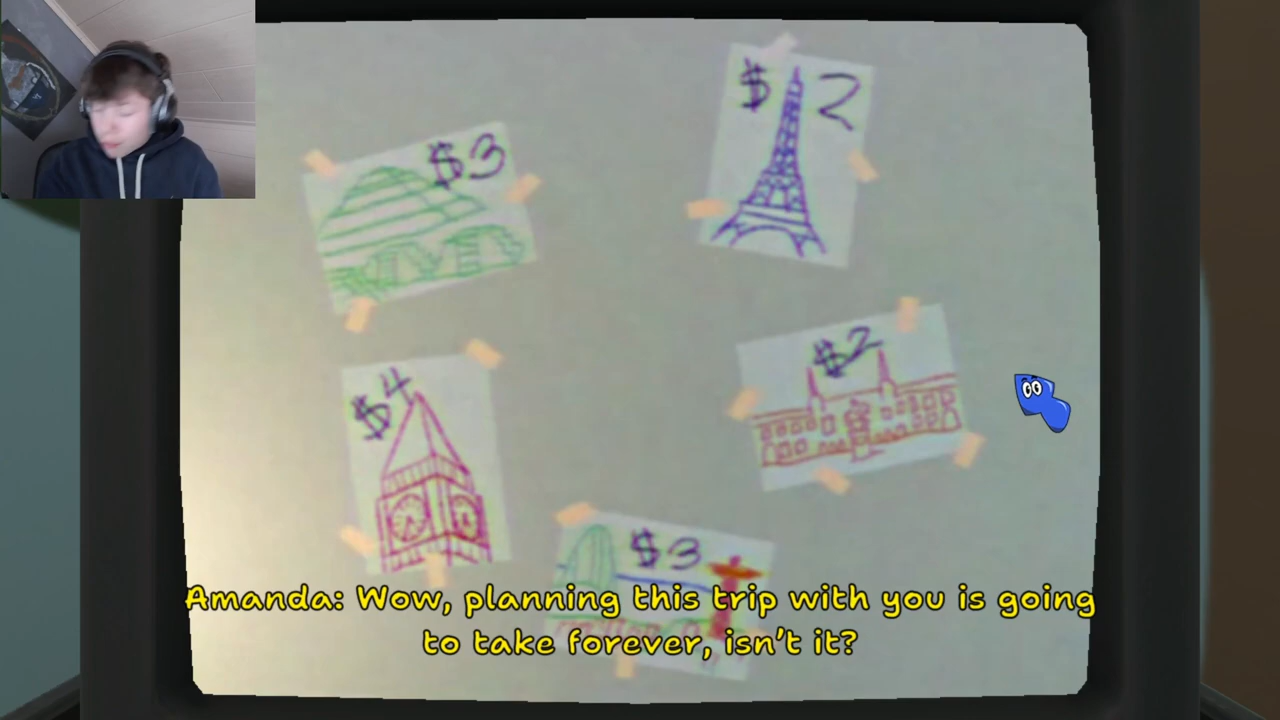 $ 2
$3
$2
$4
$3
Amanda: Wow, planning this trip with you is going
to take forever, isn't it?